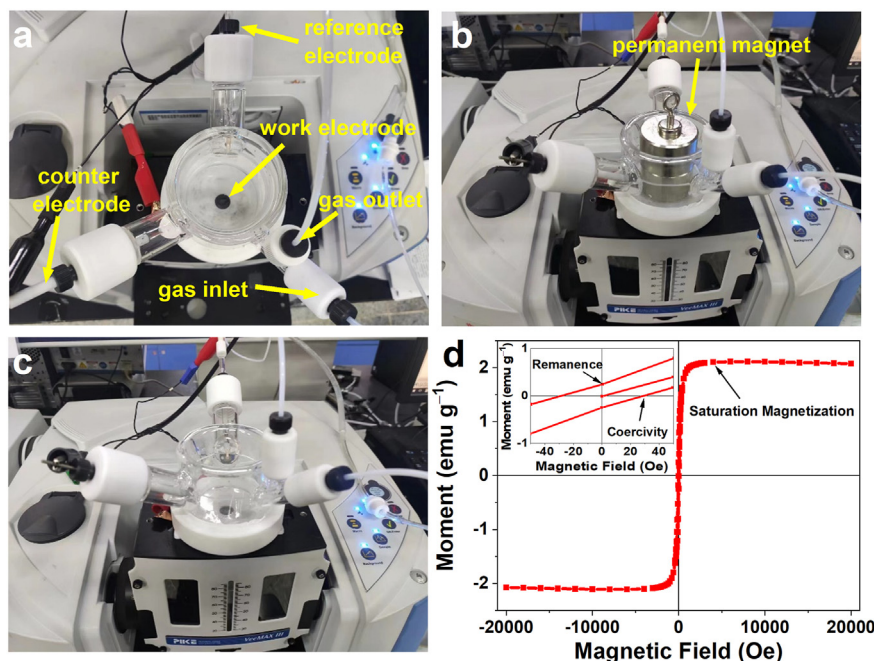 a
reference
electrode
work electrode
counter
electrode
gas outlet
gas inlet
b
permanent magnet
PIKE
VeeMAX III
c
PIKE
VeeMAX III
d
Moment (emu g⁻¹)
2
1
0
-1
-2
-20000
-10000
0
10000
20000
Magnetic Field (Oe)
Saturation Magnetization
Moment (emu g⁻¹)
1
0
-1
-40
-20
0
20
40
Magnetic Field (Oe)
Remanence
Coercivity